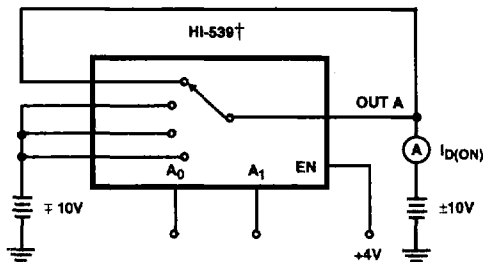 HI-539†
OUT A
A
I_D(ON)
A₀
A₁
EN
∓ 10V
±10V
+4V